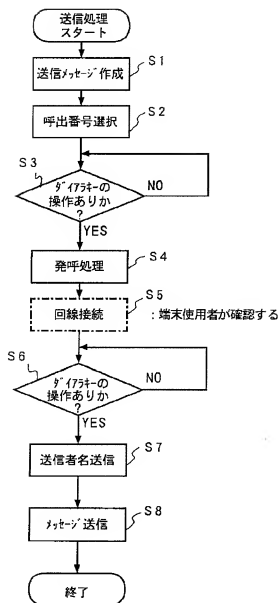 送信処理
スタート
S1
送信メッセージ作成
S2
呼出番号選択
S3
ダイアラキーの
操作ありか
?
NO
YES
S4
発呼処理
S5
回線接続
:端末使用者が確認する
S6
ダイアラキーの
操作ありか
?
NO
YES
S7
送信者名送信
S8
メッセージ送信
終了